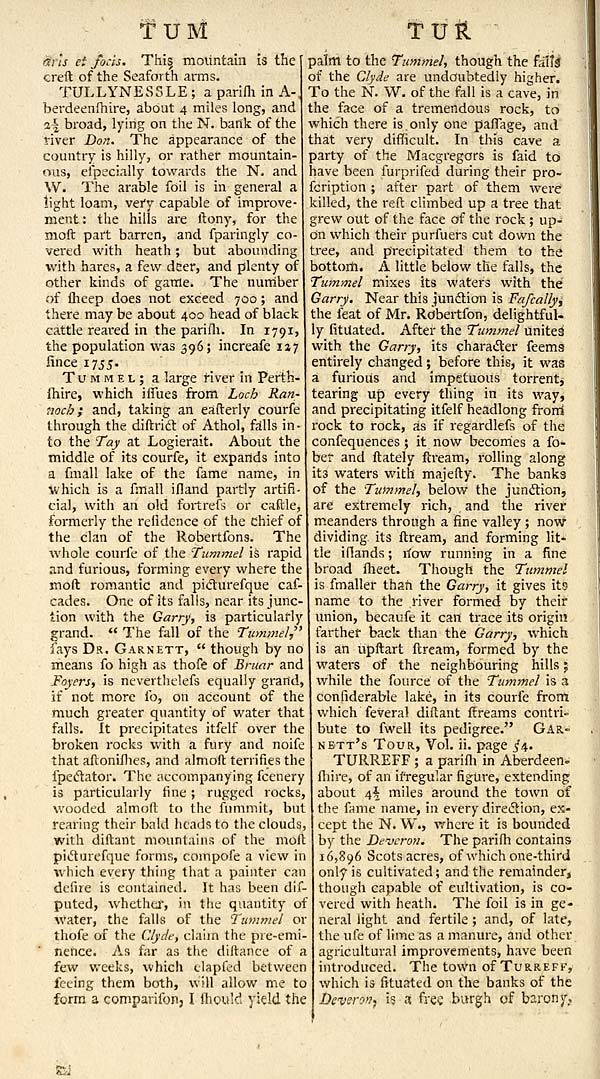 TUM TUR
aris et focis. This mountain is the
creſt of the Seaforth arms.
TULLYNESSLE; a pariſh in A-
berdeenſhire, about 4 miles long, and
2½ broad, lying on the N. bank of the
river Don. The appearance of the
country is hilly, or rather mountain-
ous, eſpecially towards the N. and
W. The arable ſoil is in general a
light loam, very capable of improve-
ment: the hills are ſtony, for the
moſt part barren, and ſparingly co-
vered with heath; but abounding
with hares, a few deer, and plenty of
other kinds of game. The number
of ſheep does not exceed 700; and
there may be about 400 head of black
cattle reared in the pariſh. In 1791,
the population was 396; increaſe 127
ſince 1755.
TUMMEL; a large river in Perth-
ſhire, which iſſues from Loch Ran-
noch; and, taking an eaſterly courſe
through the diſtrict of Athol, falls in-
to the Tay at Logierait. About the
middle of its courſe, it expands into
a ſmall lake of the ſame name, in
which is a ſmall iſland partly artifi-
cial, with an old fortreſs or caſtle,
formerly the reſidence of the chief of
the clan of the Robertſons. The
whole courſe of the Tummel is rapid
and furious, forming every where the
moſt romantic and pictureſque caſ-
cades. One of its falls, near its junc-
tion with the Garry, is particularly
grand. “ The fall of the Tummel,”
ſays DR. GARNETT, “ though by no
means ſo high as thoſe of Bruar and
Foyers, is nevertheleſs equally grand,
if not more ſo, on account of the
much greater quantity of water that
falls. It precipitates itſelf over the
broken rocks with a fury and noiſe
that aſtoniſhes, and almoſt terrifies the
ſpectator. The accompanying ſcenery
is particularly fine; rugged rocks,
wooded almoſt to the ſummit, but
rearing their bald heads to the clouds,
with diſtant mountains of the moſt
pictureſque forms, compoſe a view in
which every thing that a painter can
deſire is contained. It has been diſ-
puted, whether, in the quantity of
water, the falls of the Tummel or
thoſe of the Clyde, claim the pre-emi-
nence. As far as the diſtance of a
few weeks, which elapſed between
ſeeing them both, will allow me to
form a compariſon, I ſhould yield the
palm to the Tummel, though the falls
of the Clyde are undoubtedly higher.
To the N. W. of the fall is a cave, in
the face of a tremendous rock, to
which there is only one paſſage, and
that very difficult. In this cave a
party of the Macgregors is ſaid to
have been ſurpriſed during their pro-
ſcription; after part of them were
killed, the reſt climbed up a tree that
grew out of the face of the rock; up-
on which their purſuers cut down the
tree, and precipitated them to the
bottom. A little below the falls, the
Tummel mixes its waters with the
Garry. Near this junction is Faſcally,
the ſeat of Mr. Robertſon, delightful-
ly ſituated. After the Tummel unites
with the Garry, its character ſeems
entirely changed; before this, it was
a furious and impetuous torrent,
tearing up every thing in its way,
and precipitating itſelf headlong from
rock to rock, as if regardleſs of the
conſequences; it now becomes a ſo-
ber and ſtately ſtream, rolling along
its waters with majeſty. The banks
of the Tummel, below the junction,
are extremely rich, and the river
meanders through a fine valley; now
dividing its ſtream, and forming lit-
tle iſlands; now running in a fine
broad ſheet. Though the Tummel
is ſmaller than the Garry, it gives its
name to the river formed by their
union, becauſe it can trace its origin
farther back than the Garry, which
is an upſtart ſtream, formed by the
waters of the neighbouring hills;
while the ſource of the Tummel is a
conſiderable lake, in its courſe from
which ſeveral diſtant ſtreams contri-
bute to ſwell its pedigree.” GAR-
NETT'S TOUR, Vol. ii. page 54.
TURREFF; a pariſh in Aberdeen-
ſhire, of an irregular figure, extending
about 4½ miles around the town of
the ſame name, in every direction, ex-
cept the N. W., where it is bounded
by the Deveron. The pariſh contains
16,896 Scots acres, of which one-third
only is cultivated; and the remainder,
though capable of cultivation, is co-
vered with heath. The ſoil is in ge-
neral light and fertile; and, of late,
the uſe of lime as a manure, and other
agricultural improvements, have been
introduced. The town of TURREFF,
which is ſituated on the banks of the
Deveron, is a free burgh of barony,